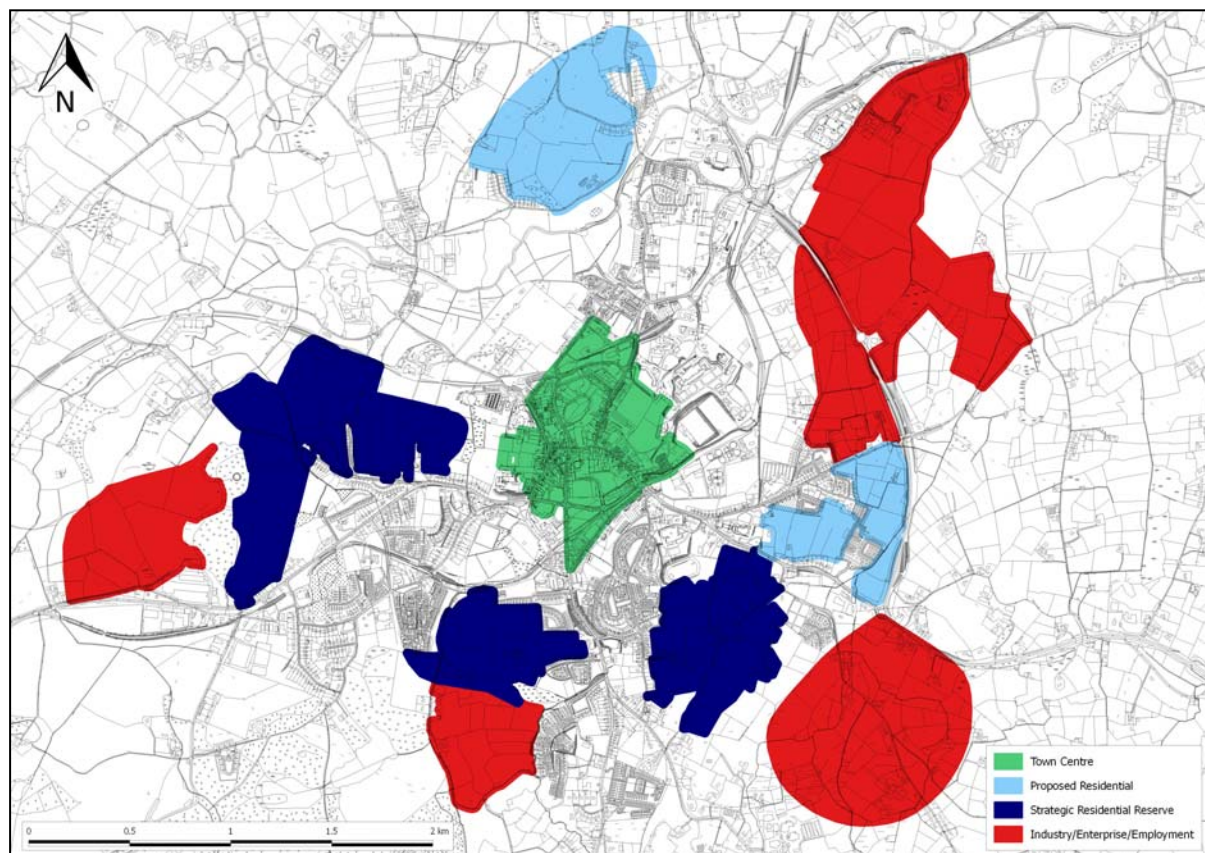 N
Town Centre
Proposed Residential
Strategic Residential Reserve
Industry/Enterprise/Employment
0 0.5 1 1.5 2 km